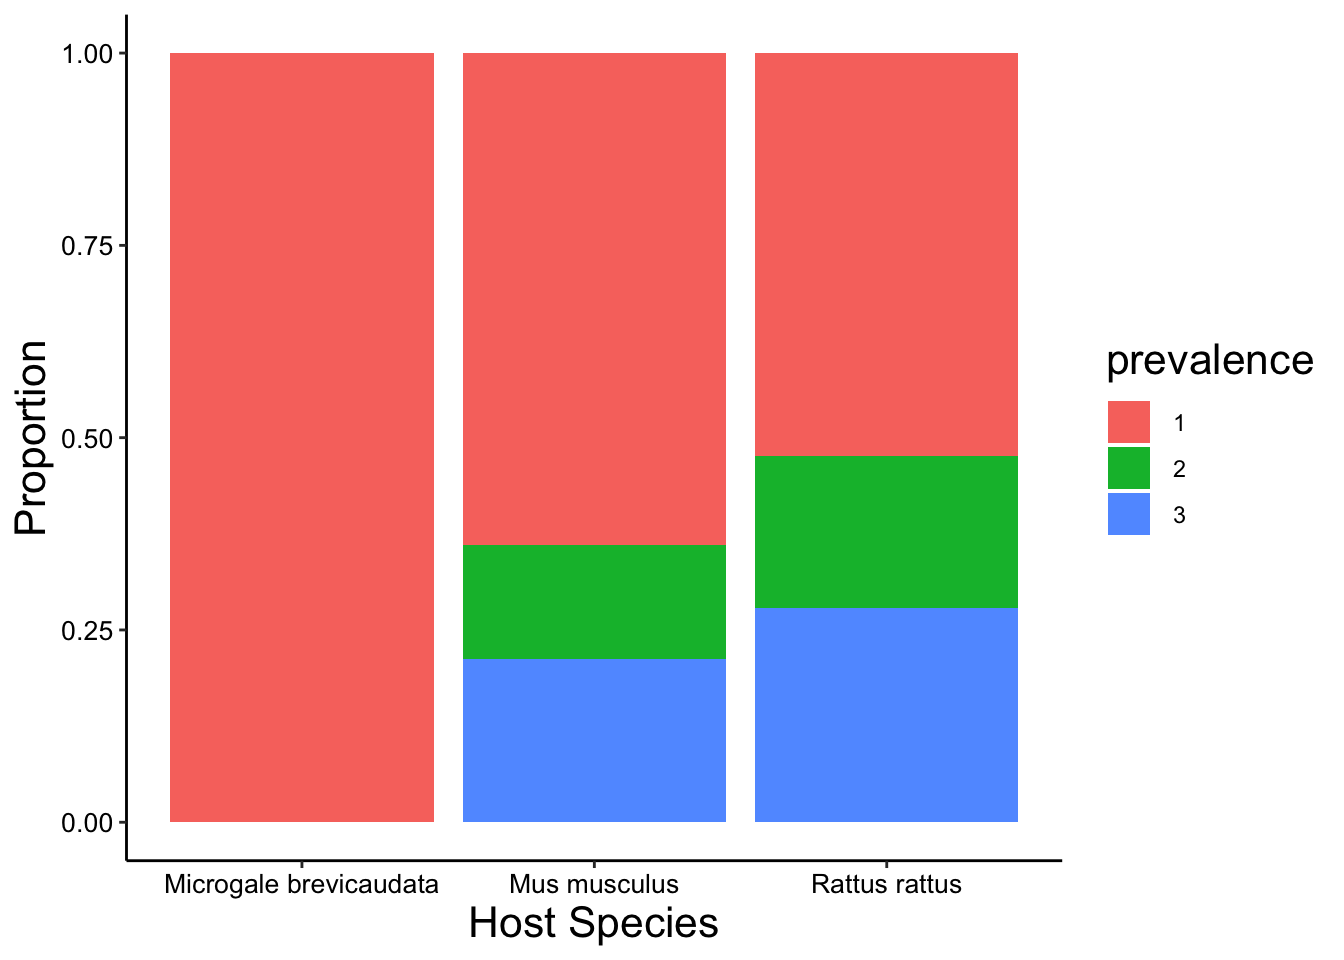 1.00
0.75
0.50
0.25
0.00
Proportion
Microgale brevicaudata
Mus musculus
Rattus rattus
Host Species
prevalence
1
2
3